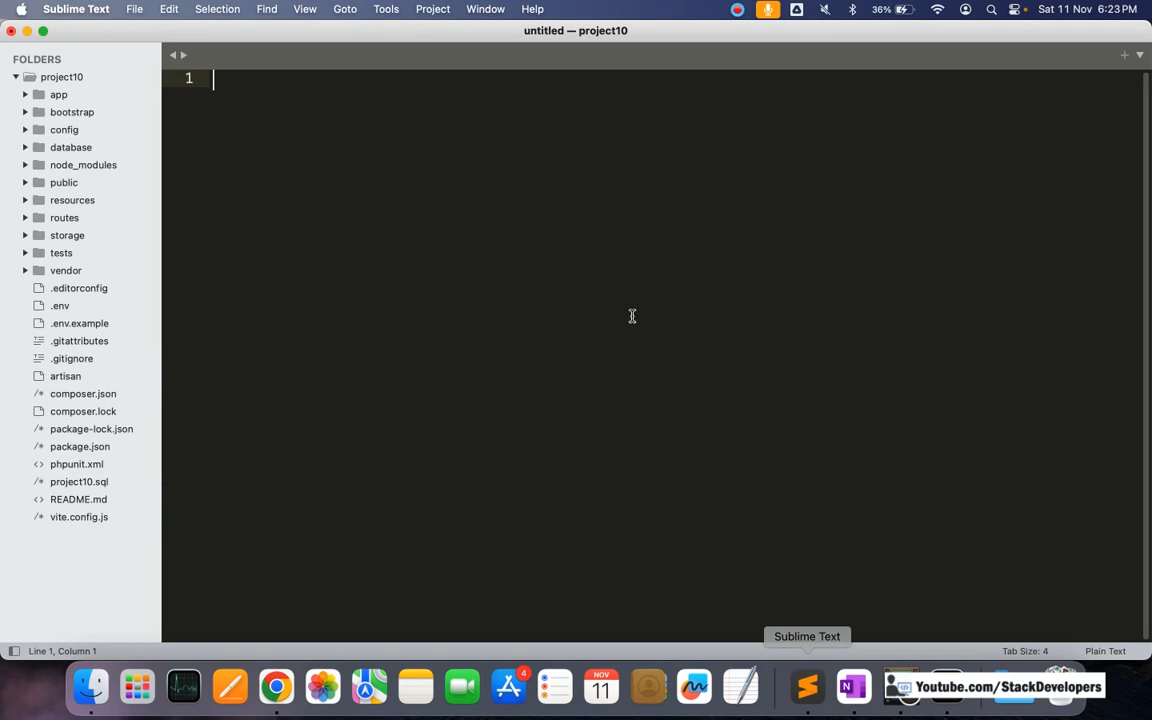 Sublime Text File Edit Selection Find View Goto Tools Project Window Help 36% Sat 11 Nov 6:23 PM
untitled — project10
FOLDERS
project10
app
bootstrap
config
database
node_modules
public
resources
routes
storage
tests
vendor
.editorconfig
.env
.env.example
.gitattributes
.gitignore
artisan
composer.json
composer.lock
package-lock.json
package.json
phpunit.xml
project10.sql
README.md
vite.config.js
1
Sublime Text
Line 1, Column 1 Tab Size: 4 Plain Text
4
NOV
11
Youtube.com/StackDevelopers